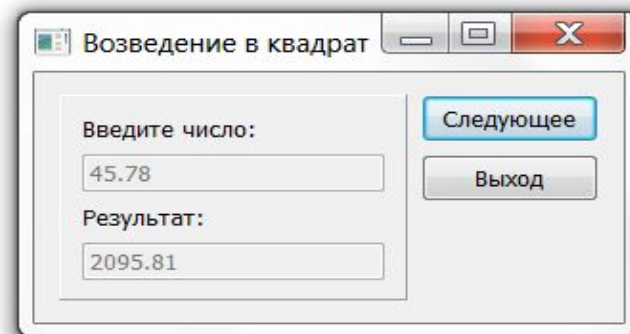 Возведение в квадрат
Введите число:
45.78
Результат:
2095.81
Следующее
Выход